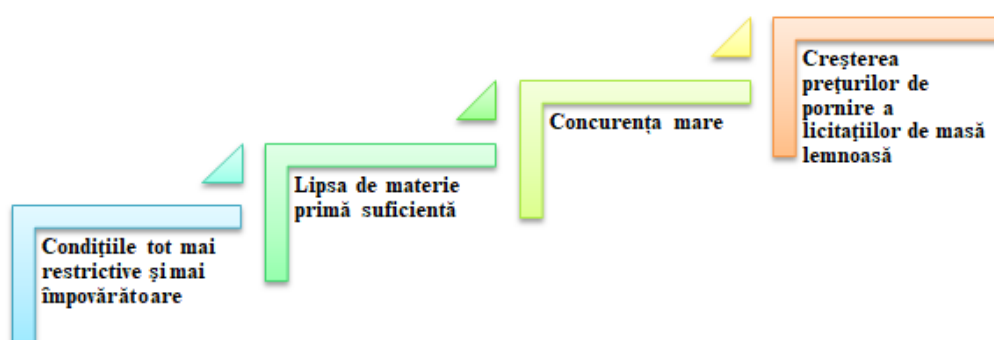 Condițiile tot mai
restrictive și mai
împovărătoare
Lipsa de materie
primă suficientă
Concurența mare
Creșterea
prețurilor de
pornire a
licitațiilor de masă
lemnoasă